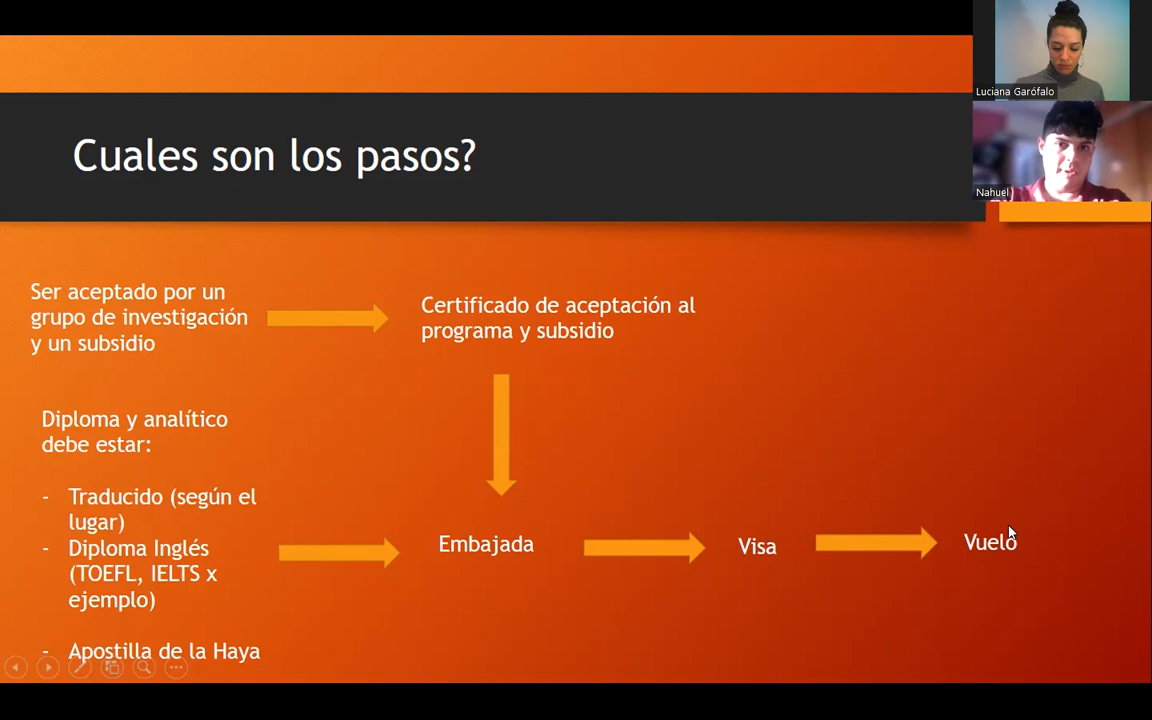 Luciana Garófalo
Cuales son los pasos?
Nahuel
Ser aceptado por un
grupo de investigación
y un subsidio
Certificado de aceptación al
programa y subsidio
Diploma y analítico
debe estar:
- Traducido (según el
lugar)
- Diploma Inglés
(TOEFL, IELTS x
ejemplo)
- Apostilla de la Haya
Embajada
Visa
Vuelo